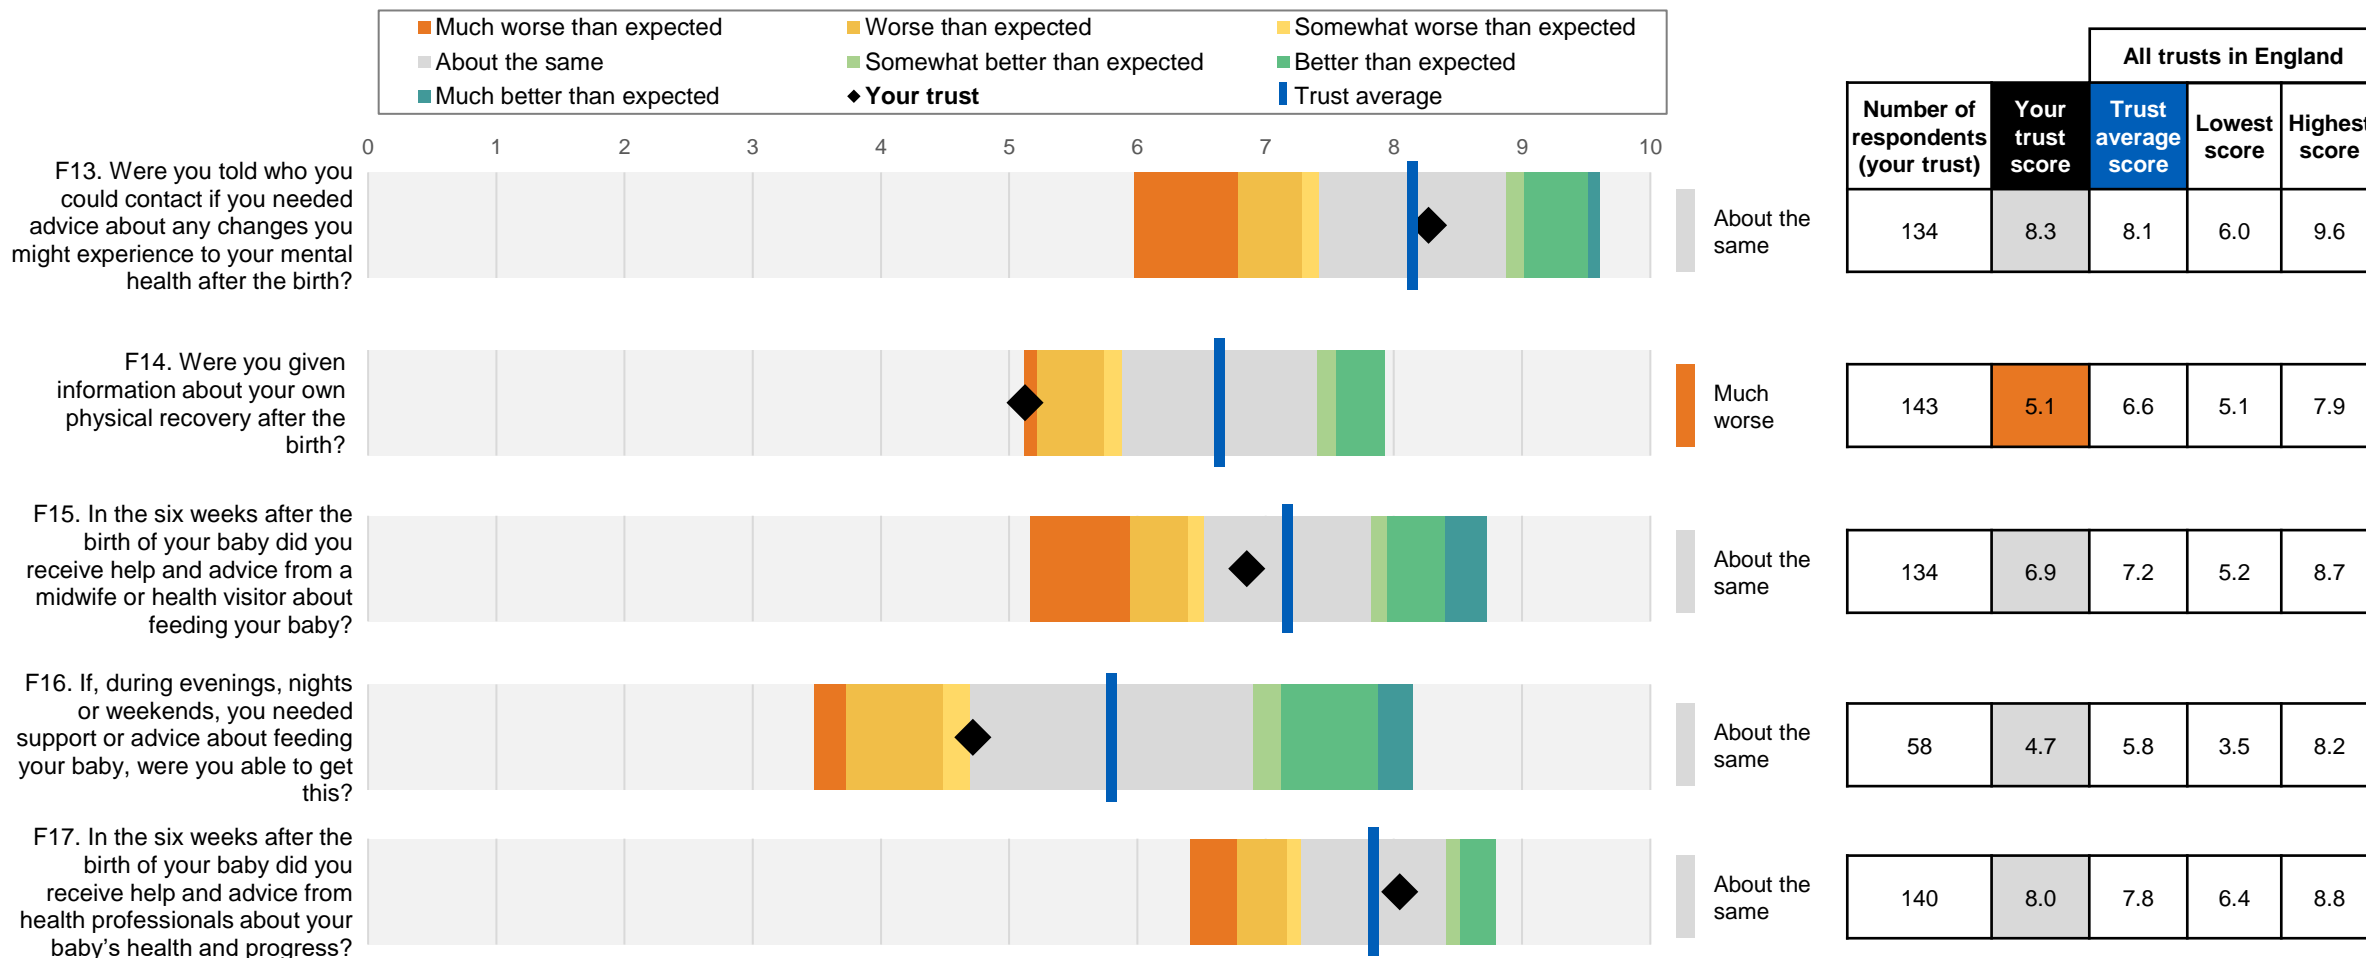 Much worse than expected
Worse than expected
Somewhat worse than expected
About the same
Somewhat better than expected
Better than expected
Much better than expected
Your trust
Trust average
All trusts in England
Number of
respondents
(your trust)
Your
trust
score
Trust
average
score
Lowest
score
Highest
score
0 1 2 3 4 5 6 7 8 9 10
F13. Were you told who you
could contact if you needed
advice about any changes you
might experience to your mental
health after the birth?
About the
same
134 8.3 8.1 6.0 9.6
F14. Were you given
information about your own
physical recovery after the
birth?
Much
worse
143 5.1 6.6 5.1 7.9
F15. In the six weeks after the
birth of your baby did you
receive help and advice from a
midwife or health visitor about
feeding your baby?
About the
same
134 6.9 7.2 5.2 8.7
F16. If, during evenings, nights
or weekends, you needed
support or advice about feeding
your baby, were you able to get
this?
About the
same
58 4.7 5.8 3.5 8.2
F17. In the six weeks after the
birth of your baby did you
receive help and advice from
health professionals about your
baby’s health and progress?
About the
same
140 8.0 7.8 6.4 8.8